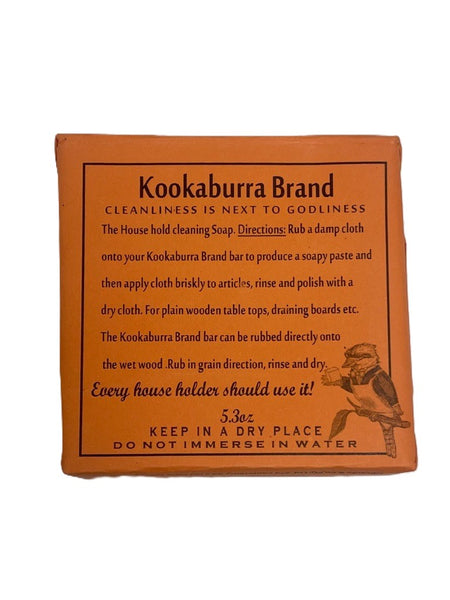 Kookaburra Brand
CLEANLINESS IS NEXT TO GODLINESS
The House hold cleaning Soap. Directions: Rub a damp cloth
onto your Kookaburra Brand bar to produce a soapy paste and
then apply cloth briskly to articles, rinse and polish with a
dry cloth. For plain wooden table tops, draining boards etc.
The Kookaburra Brand bar can be rubbed directly onto
the wet wood .Rub in grain direction, rinse and dry.
Every house holder should use it!
5.3oz
KEEP IN A DRY PLACE
DO NOT IMMERSE IN WATER